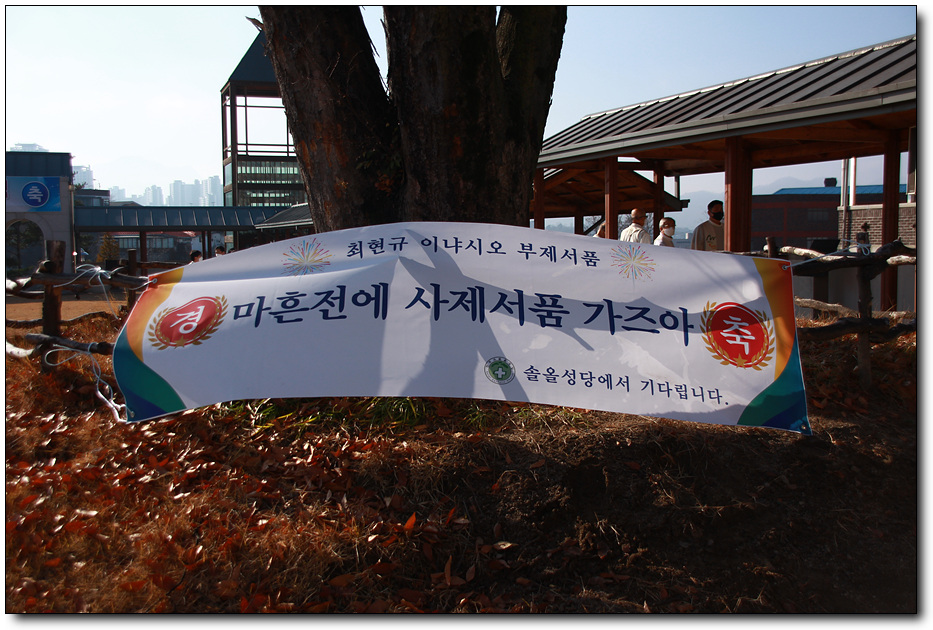 최현규 이냐시오 부제서품
경 마흔전에 사제서품 가즈아 축
솔올성당에서 기다립니다.
축